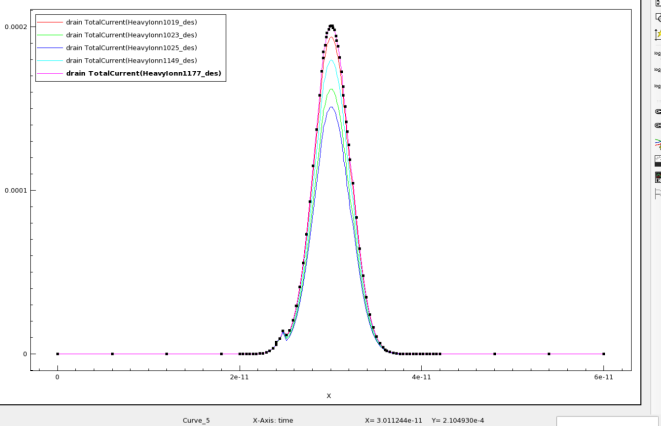 0.0002
drain TotalCurrent(HeavyIonn1019_des)
drain TotalCurrent(HeavyIonn1023_des)
drain TotalCurrent(HeavyIonn1025_des)
drain TotalCurrent(HeavyIonn1149_des)
drain TotalCurrent(HeavyIonn1177_des)
0.0001
0
0
2e-11
4e-11
6e-11
X
Curve_5 X-Axis: time X= 3.011244e-11 Y= 2.104930e-4